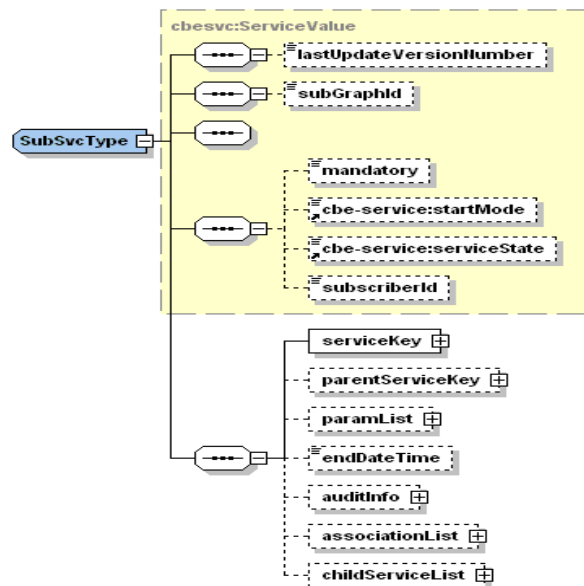 cbesvc:ServiceValue
lastUpdateVersionNumber
subGraphId
SubSvcType
mandatory
cbe-service:startMode
cbe-service:serviceState
subscriberId
serviceKey
parentServiceKey
paramList
endDateTime
auditInfo
associationList
childServiceList